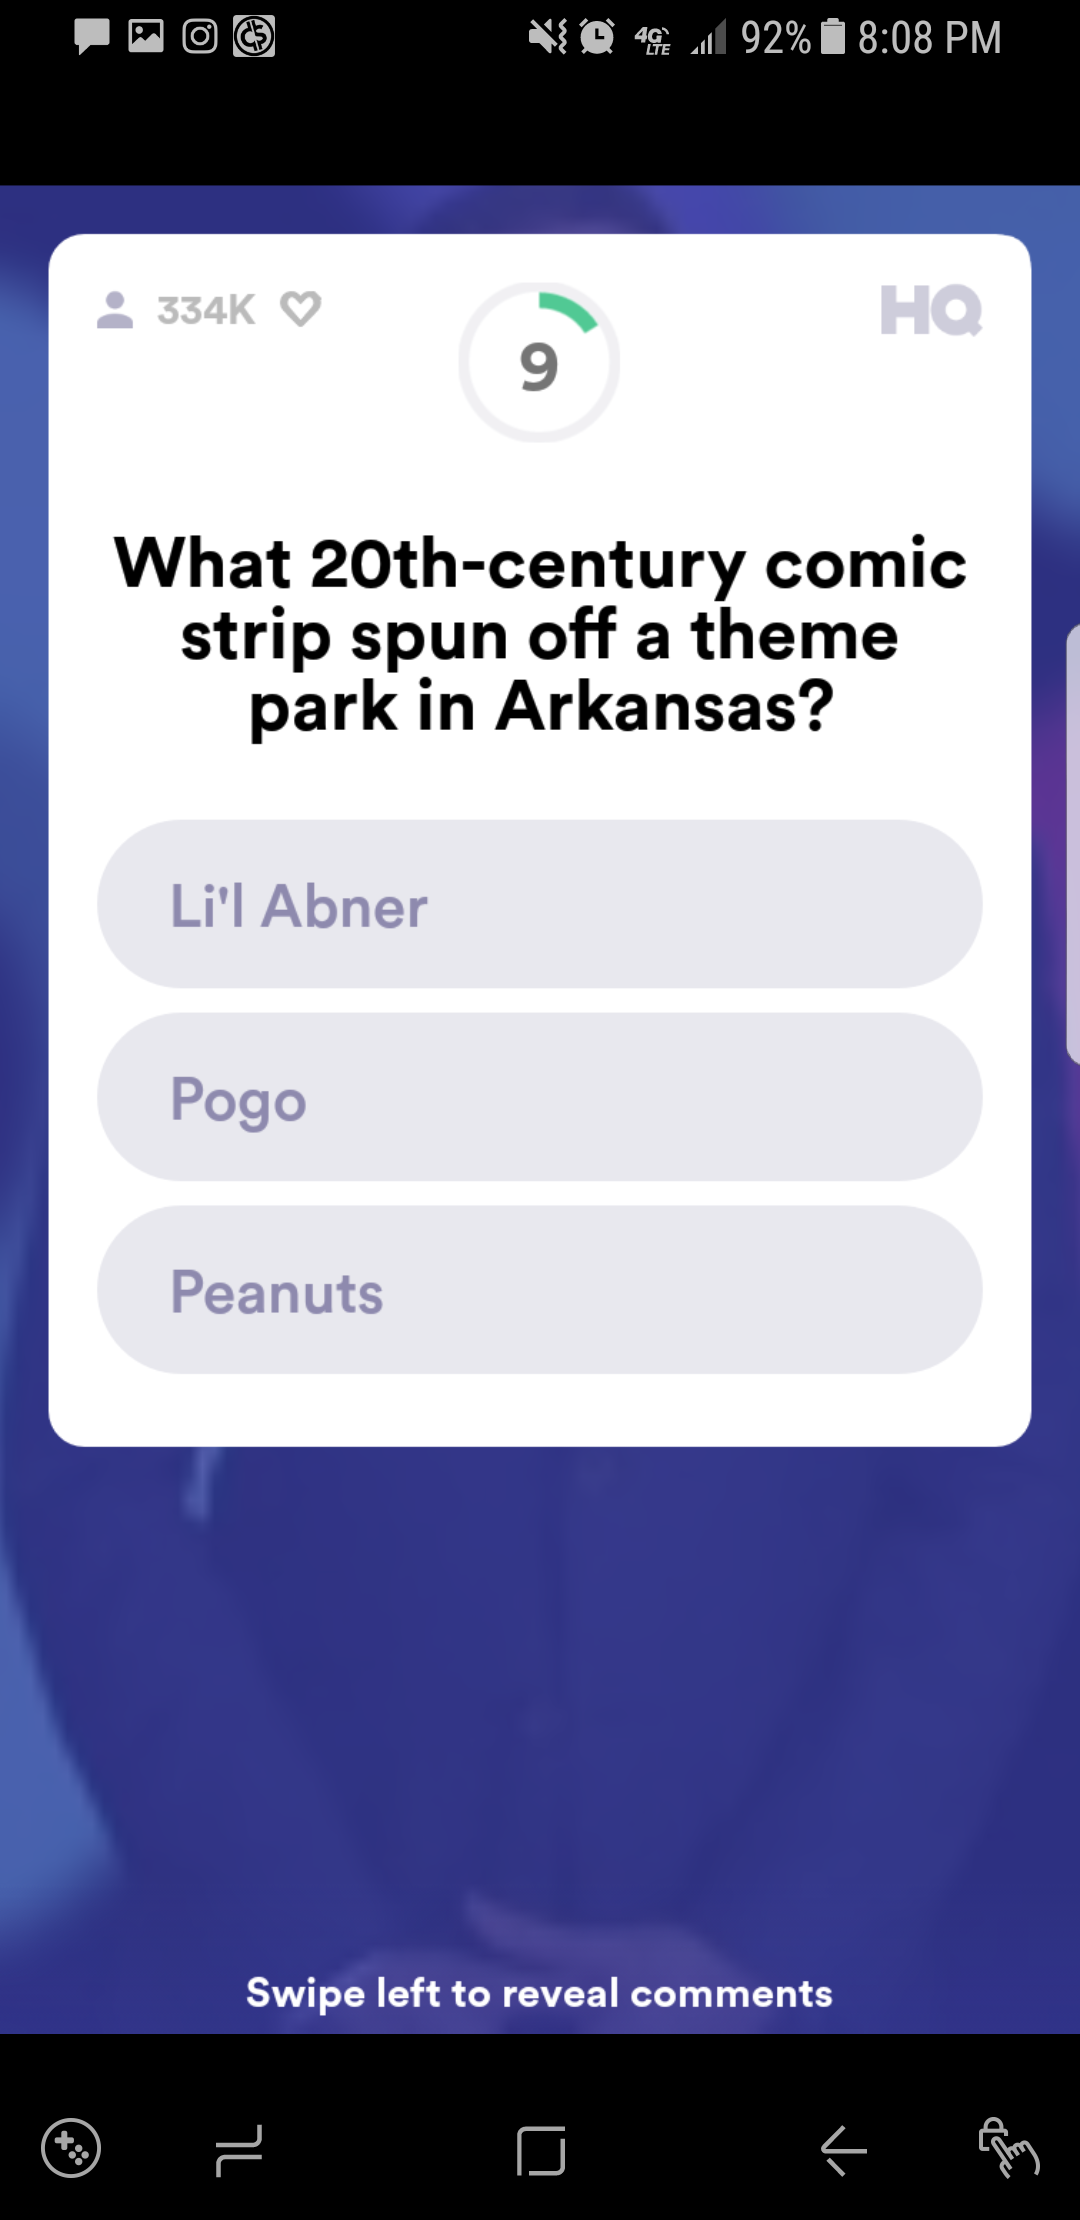 4G LTE 92% 8:08 PM
334K 9 HQ
What 20th-century comic
strip spun off a theme
park in Arkansas?
Li'l Abner
Pogo
Peanuts
Swipe left to reveal comments